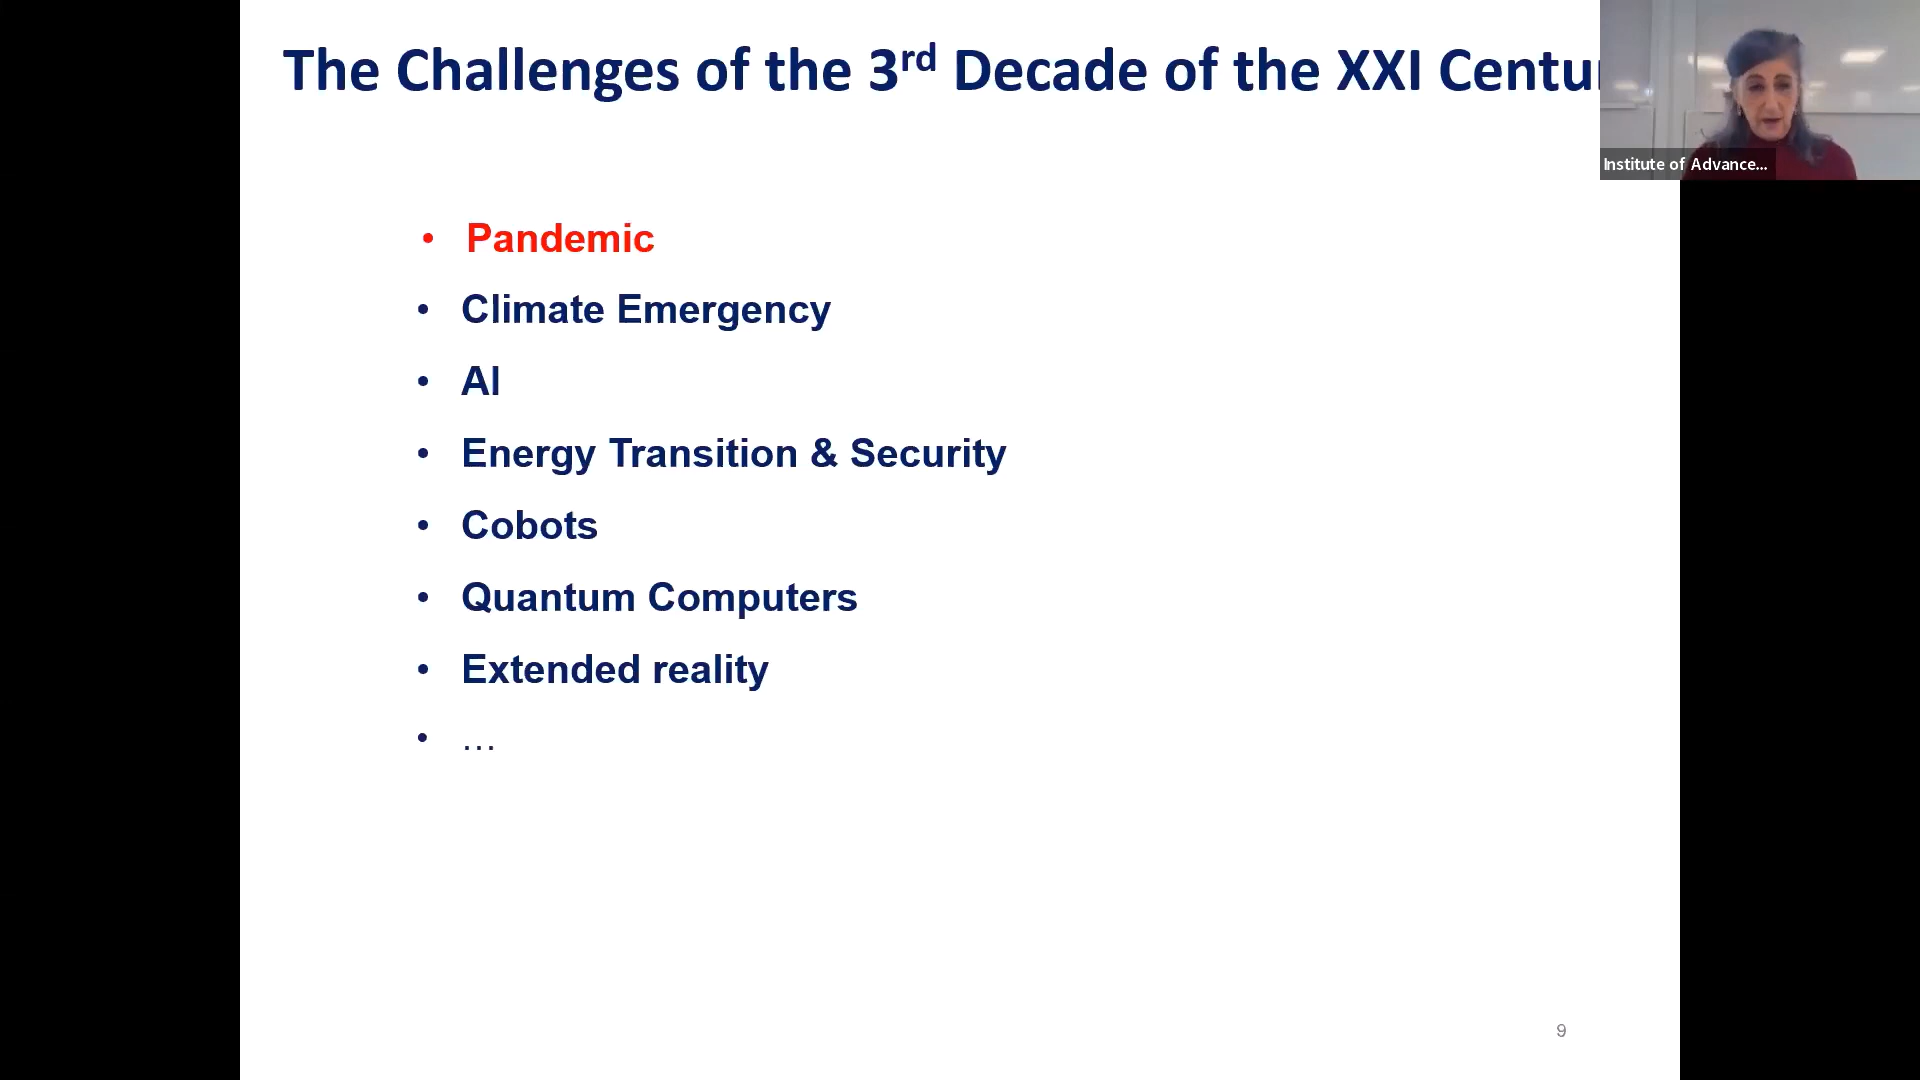 The Challenges of the 3rd Decade of the XXI Centu
Institute of Advance...
• Pandemic
• Climate Emergency
• AI
• Energy Transition & Security
• Cobots
• Quantum Computers
• Extended reality
• …
9